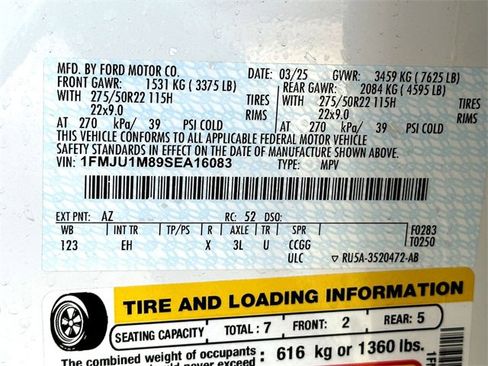 MFD. BY FORD MOTOR CO. DATE: 03/25 GVWR: 3459 KG (7625 LB)
FRONT GAWR: 1531 KG (3375 LB) REAR GAWR: 2084 KG (4595 LB)
WITH 275/50R22 115H TIRES WITH 275/50R22 115H TIRES
22x9.0 RIMS 22x9.0 RIMS
AT 270 kPa/ 39 PSI COLD AT 270 kPa/ 39 PSI COLD
THIS VEHICLE CONFORMS TO ALL APPLICABLE FEDERAL MOTOR VEHICLE
SAFETY STANDARDS IN EFFECT ON THE DATE OF MANUFACTURE SHOWN ABOVE.
VIN: 1FMJU1M89SEA16083 TYPE: MPV
EXT PNT: AZ RC: 52 DSO:
WB INT TR TP/PS R AXLE TR SPR F0283
123 EH X 3L U CCGG T0250
ULC ▽ RU5A-3520472-AB
TIRE AND LOADING INFORMATION
SEATING CAPACITY TOTAL: 7 FRONT: 2 REAR: 5
The combined weight of occupants 616 kg or 1360 lbs.